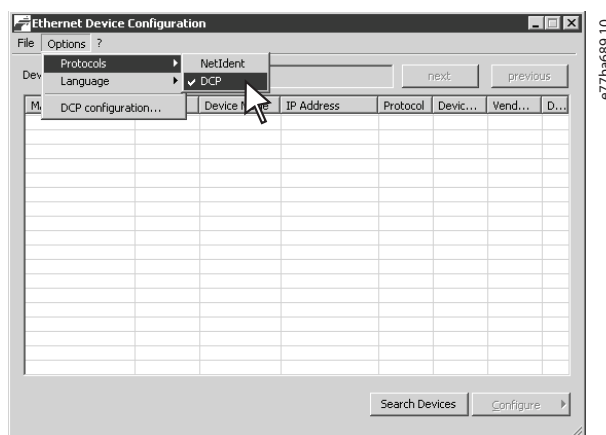 Ethernet Device Configuration
File Options ?
Protocols
NetIdent
Language
DCP
DCP configuration...
next
previous
Device Name
IP Address
Protocol
Devic...
Vend...
D...
Search Devices
Configure
e77ba689.10